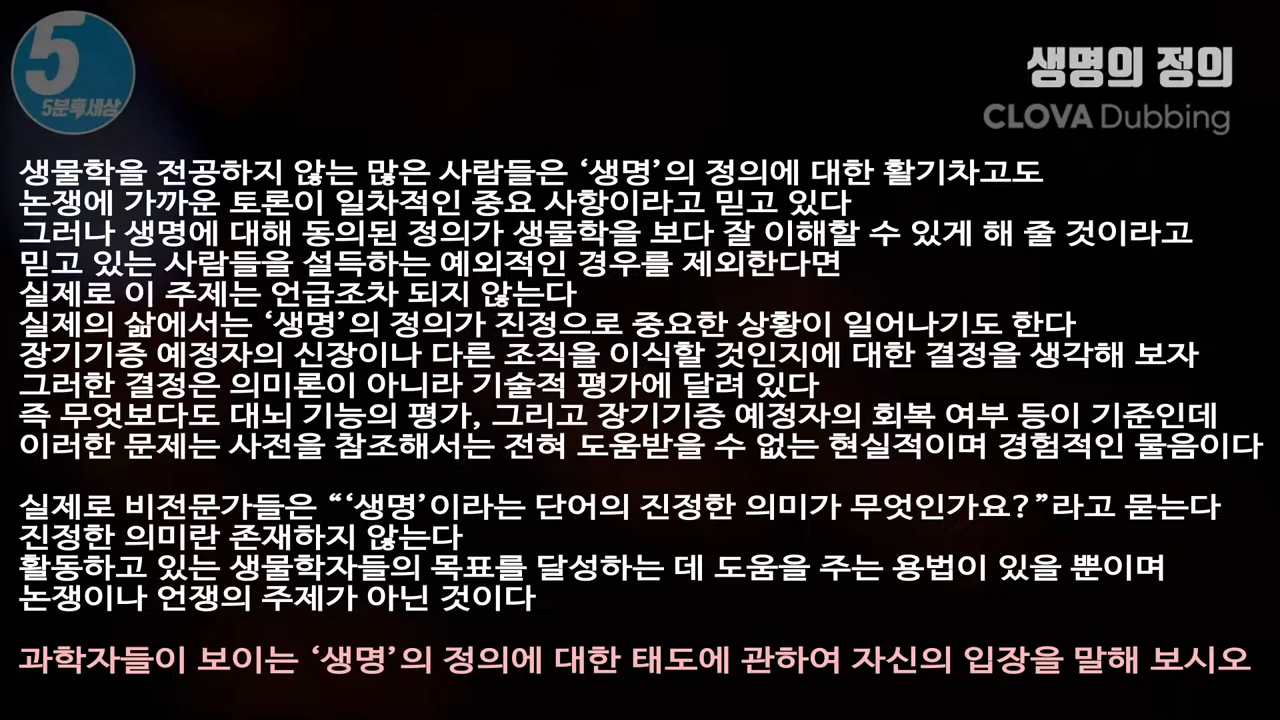 5
5분후세상
생명의 정의
CLOVA Dubbing
생물학을 전공하지 않는 많은 사람들은 ‘생명’의 정의에 대한 활기차고도
논쟁에 가까운 토론이 일차적인 중요 사항이라고 믿고 있다
그러나 생명에 대해 동의된 정의가 생물학을 보다 잘 이해할 수 있게 해 줄 것이라고
믿고 있는 사람들을 설득하는 예외적인 경우를 제외한다면
실제로 이 주제는 언급조차 되지 않는다
실제의 삶에서는 ‘생명’의 정의가 진정으로 중요한 상황이 일어나기도 한다
장기기증 예정자의 신장이나 다른 조직을 이식할 것인지에 대한 결정을 생각해 보자
그러한 결정은 의미론이 아니라 기술적 평가에 달려 있다
즉 무엇보다도 대뇌 기능의 평가, 그리고 장기기증 예정자의 회복 여부 등이 기준인데
이러한 문제는 사전을 참조해서는 전혀 도움받을 수 없는 현실적이며 경험적인 물음이다
실제로 비전문가들은 “‘생명’이라는 단어의 진정한 의미가 무엇인가요?”라고 묻는다
진정한 의미란 존재하지 않는다
활동하고 있는 생물학자들의 목표를 달성하는 데 도움을 주는 용법이 있을 뿐이며
논쟁이나 언쟁의 주제가 아닌 것이다
과학자들이 보이는 ‘생명’의 정의에 대한 태도에 관하여 자신의 입장을 말해 보시오